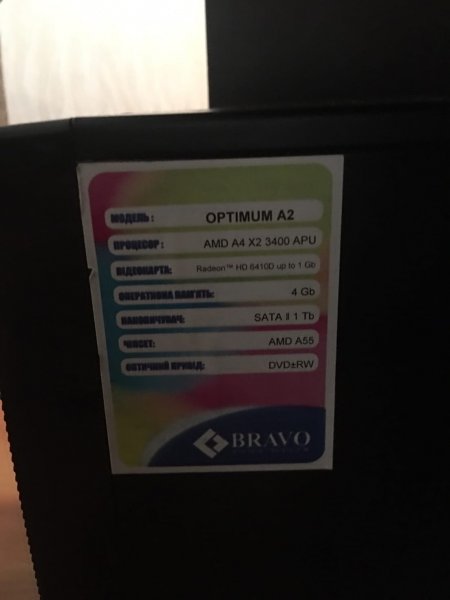 МОДЕЛЬ: OPTIMUM A2
ПРОЦЕСОР: AMD A4 X2 3400 APU
ВІДЕОКАРТА: Radeon™ HD 6410D up to 1 Gb
ОПЕРАТИВНА ПАМ'ЯТЬ: 4 Gb
НАКОПИЧУВАЧ: SATA II 1 Tb
ЧІПСЕТ: AMD A55
ОПТИЧНИЙ ПРИВІД: DVD±RW
BRAVO